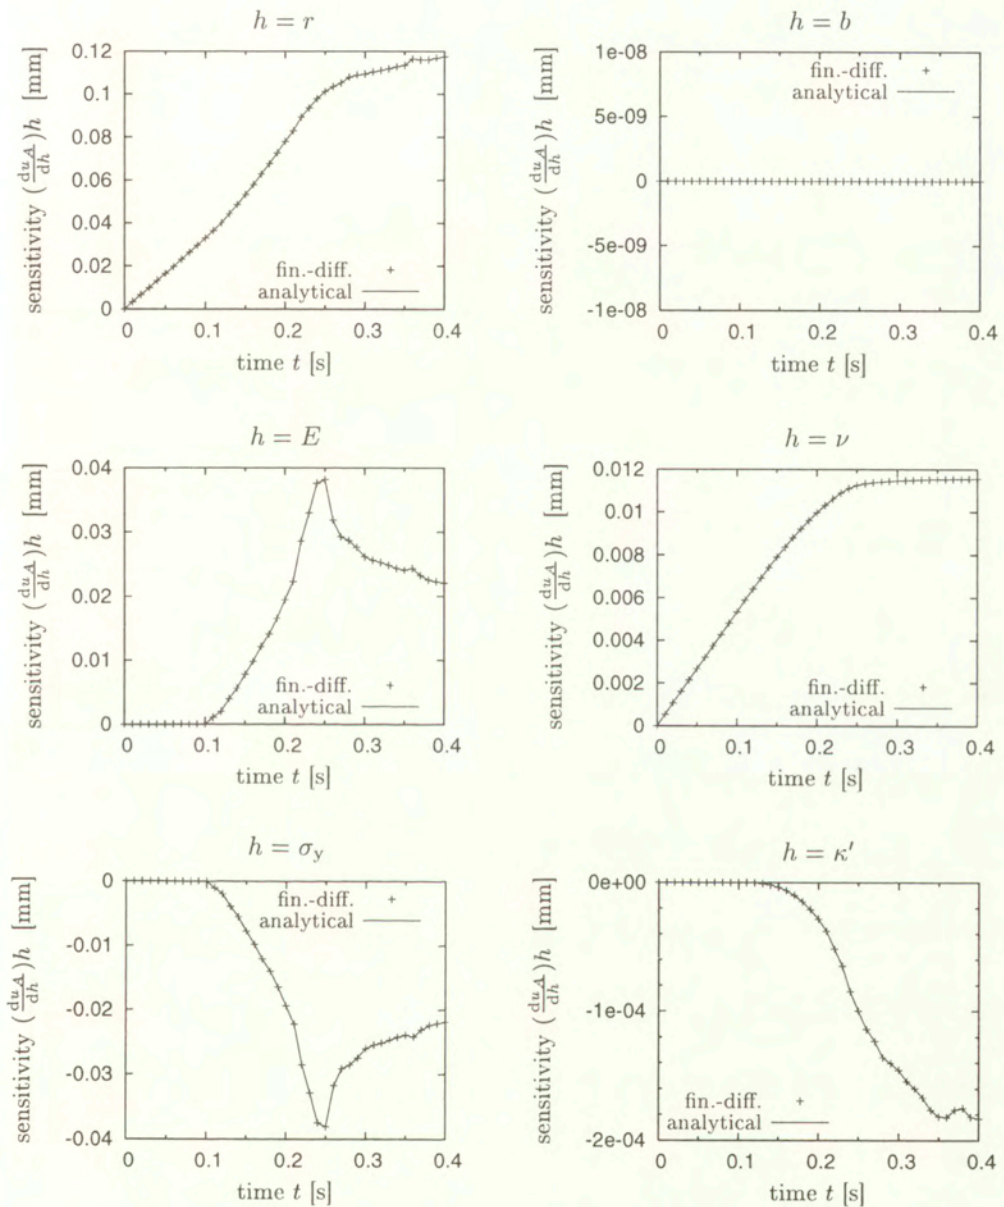 h = r
sensitivity (du_A/dh)h [mm]
0.12
0.1
0.08
0.06
0.04
0.02
0
fin.-diff.
analytical
0 0.1 0.2 0.3 0.4
time t [s]
h = b
sensitivity (du_A/dh)h [mm]
1e-08
5e-09
0
-5e-09
-1e-08
fin.-diff.
analytical
0 0.1 0.2 0.3 0.4
time t [s]
h = E
sensitivity (du_A/dh)h [mm]
0.04
0.03
0.02
0.01
0
fin.-diff.
analytical
0 0.1 0.2 0.3 0.4
time t [s]
h = ν
sensitivity (du_A/dh)h [mm]
0.012
0.01
0.008
0.006
0.004
0.002
0
fin.-diff.
analytical
0 0.1 0.2 0.3 0.4
time t [s]
h = σ_y
sensitivity (du_A/dh)h [mm]
0
-0.01
-0.02
-0.03
-0.04
fin.-diff.
analytical
0 0.1 0.2 0.3 0.4
time t [s]
h = κ′
sensitivity (du_A/dh)h [mm]
0e+00
-1e-04
-2e-04
fin.-diff.
analytical
0 0.1 0.2 0.3 0.4
time t [s]